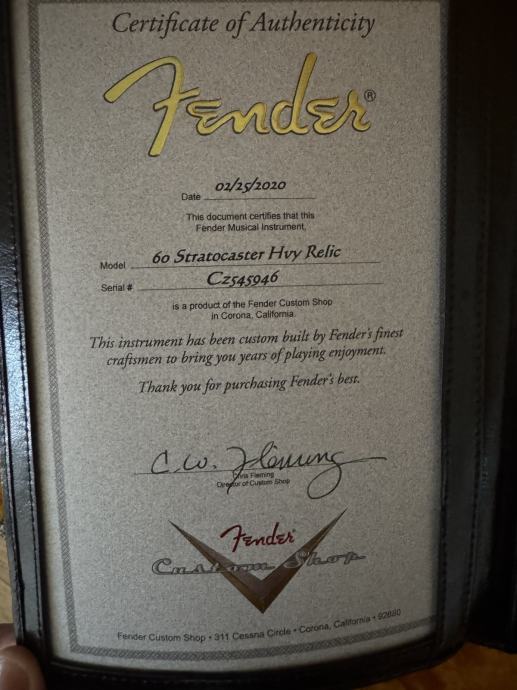 Certificate of Authenticity
Fender®
Date 02/25/2020
This document certifies that this
Fender Musical Instrument,
Model 60 Stratocaster Hvy Relic
Serial # CZ545946
is a product of the Fender Custom Shop
in Corona, California.
This instrument has been custom built by Fender's finest
craftsmen to bring you years of playing enjoyment.
Thank you for purchasing Fender's best.
C.W. Fleming
Chris Fleming
Director of Custom Shop
Fender®
Custom Shop
Fender Custom Shop • 311 Cessna Circle • Corona, California • 92880